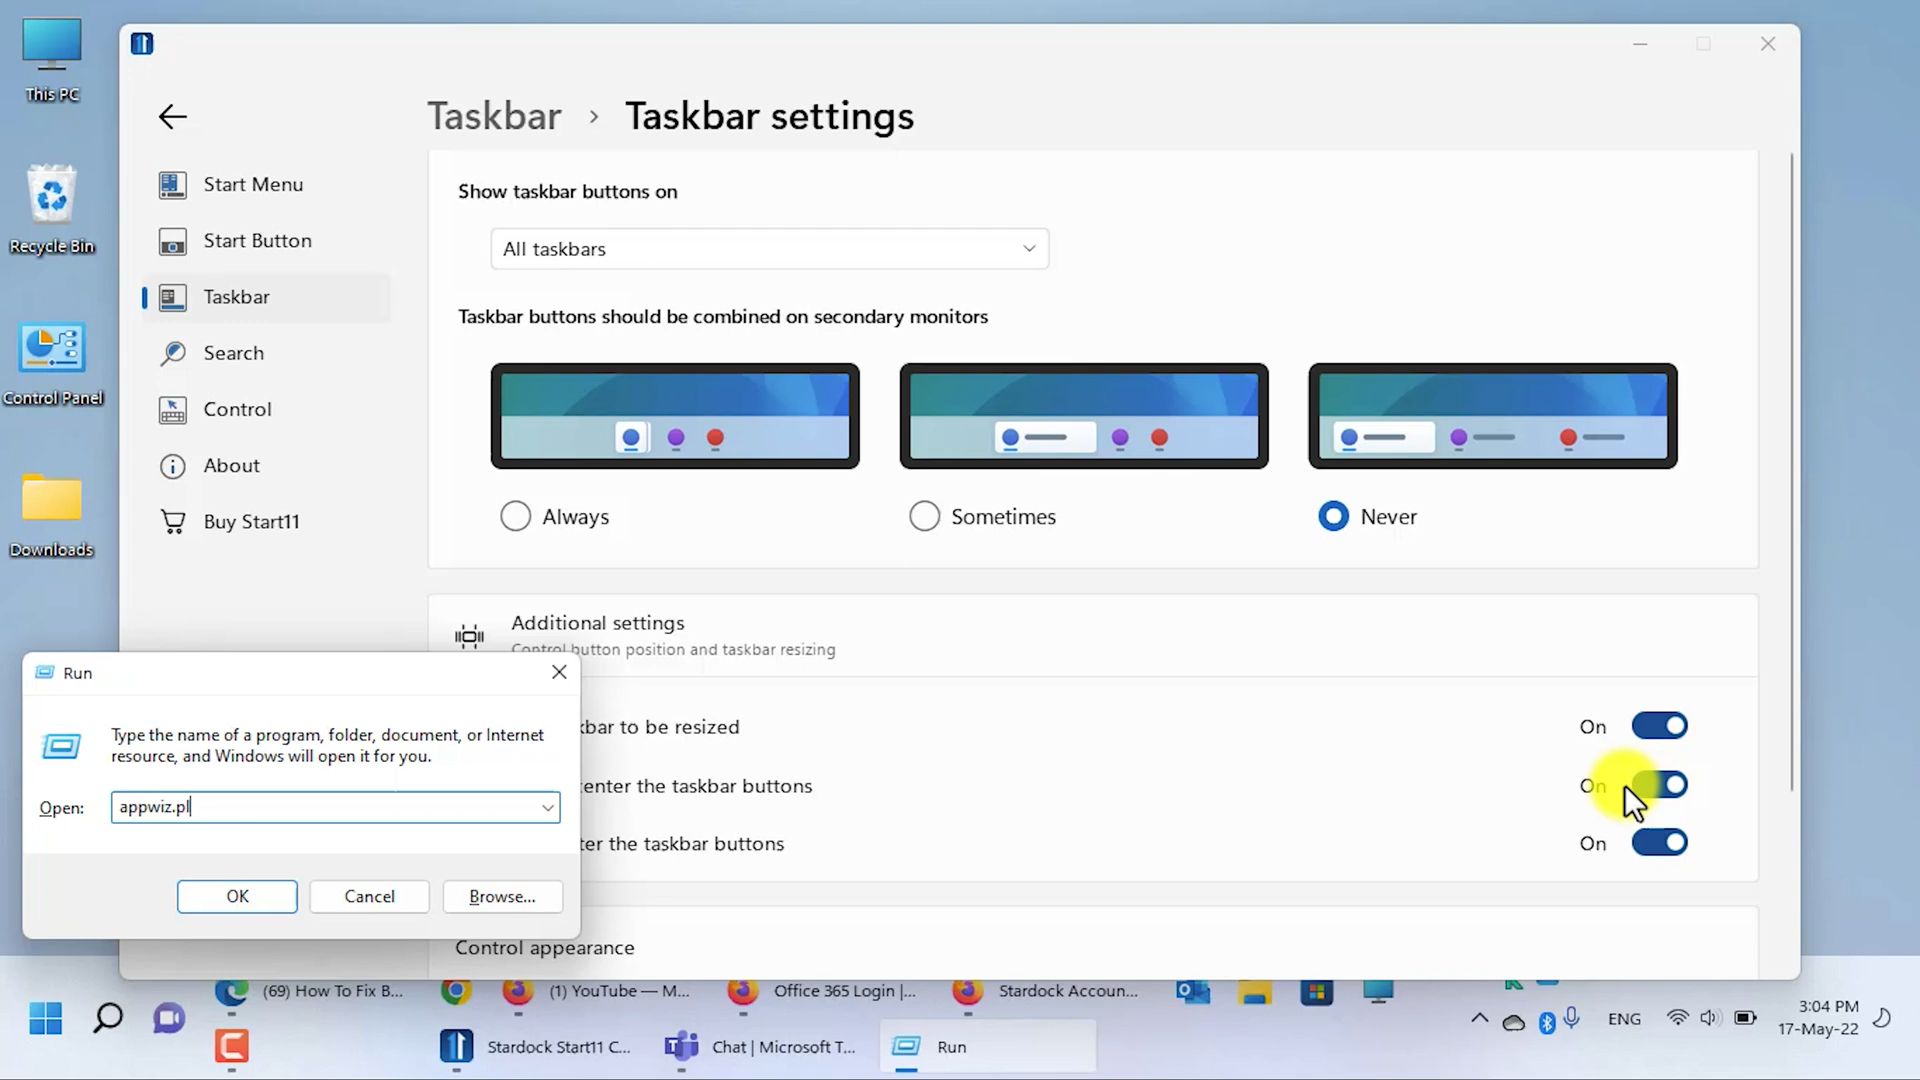 This PC
Recycle Bin
Control Panel
Downloads
Taskbar › Taskbar settings
Start Menu
Start Button
Taskbar
Search
Control
About
Buy Start11
Show taskbar buttons on
All taskbars
Taskbar buttons should be combined on secondary monitors
Always
Sometimes
Never
Additional settings
Control button position and taskbar resizing
kbar to be resized
On
enter the taskbar buttons
On
ter the taskbar buttons
On
Control appearance
Run
Type the name of a program, folder, document, or Internet
resource, and Windows will open it for you.
Open:
appwiz.pl
OK
Cancel
Browse...
(69) How To Fix B...
(1) YouTube — M...
Office 365 Login |...
Stardock Accoun...
Stardock Start11 C...
Chat | Microsoft T...
Run
ENG
3:04 PM
17-May-22